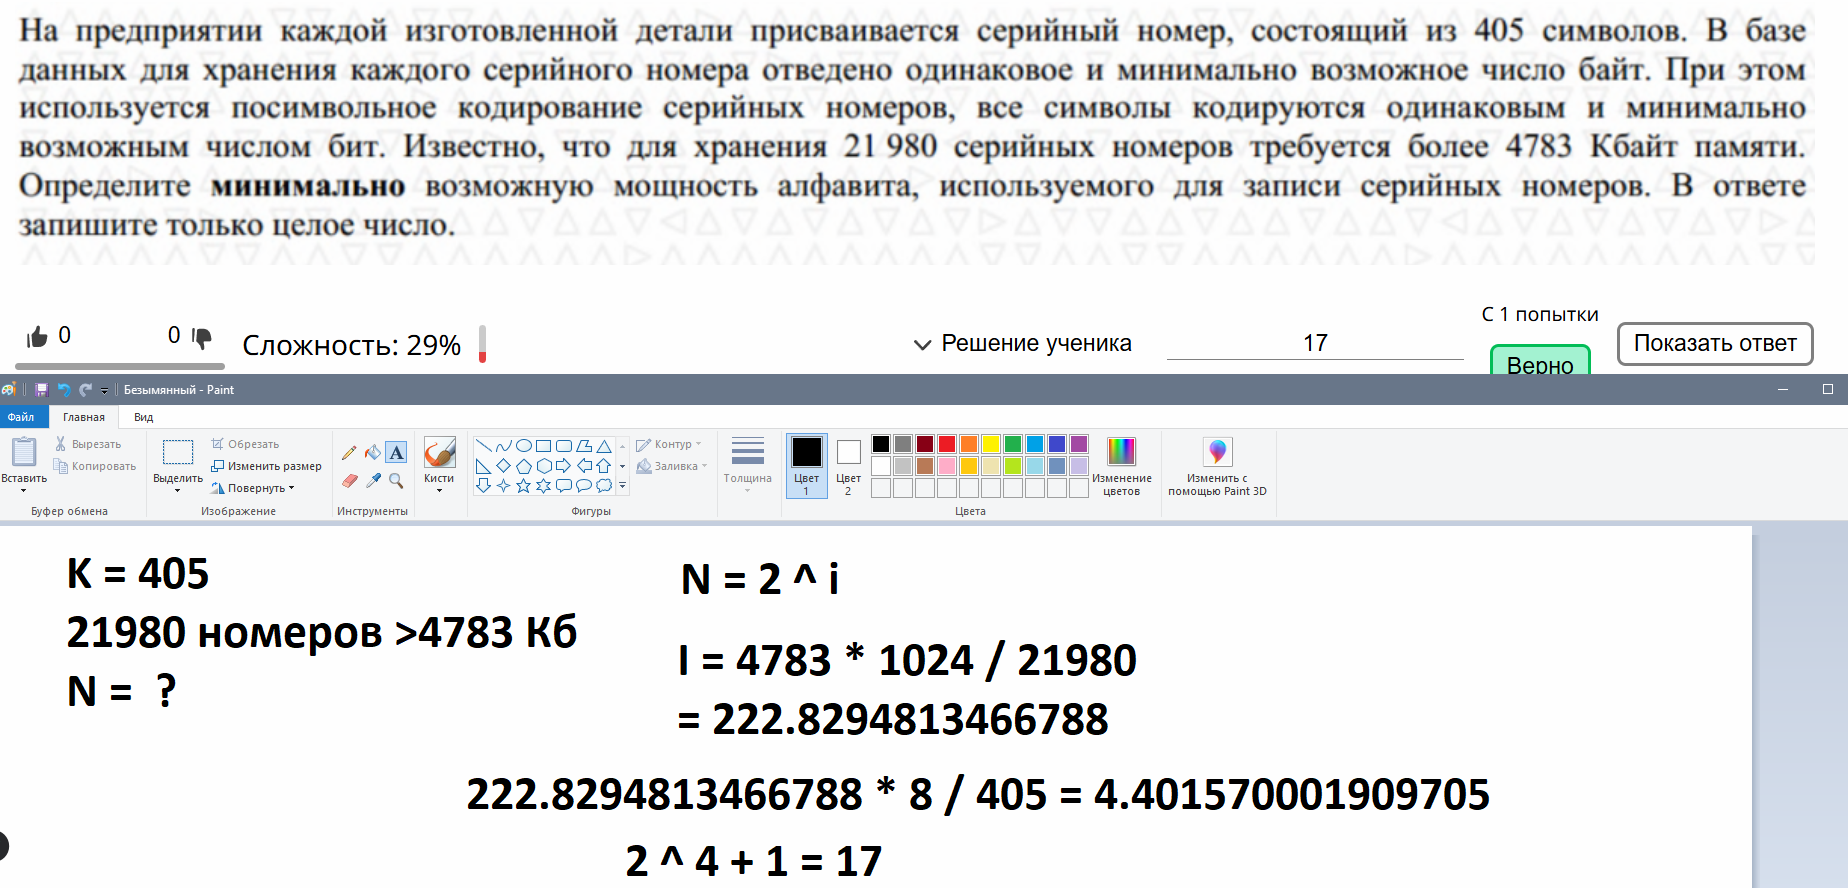 На предприятии каждой изготовленной детали присваивается серийный номер, состоящий из 405 символов. В базе
данных для хранения каждого серийного номера отведено одинаковое и минимально возможное число байт. При этом
используется посимвольное кодирование серийных номеров, все символы кодируются одинаковым и минимально
возможным числом бит. Известно, что для хранения 21 980 серийных номеров требуется более 4783 Кбайт памяти.
Определите минимально возможную мощность алфавита, используемого для записи серийных номеров. В ответе
запишите только целое число.
С 1 попытки
0 0 Сложность: 29% Решение ученика 17 Верно Показать ответ
Безымянный - Paint
Файл Главная Вид
Вставить
Вырезать
Копировать
Буфер обмена
Выделить
Обрезать
Изменить размер
Повернуть
Изображение
Инструменты
Кисти
Фигуры
Контур
Заливка
Толщина
Цвет
1
Цвет
2
Цвета
Изменение
цветов
Изменить с
помощью Paint 3D
K = 405
21980 номеров >4783 Кб
N = ?
N = 2 ^ i
I = 4783 * 1024 / 21980
= 222.8294813466788
222.8294813466788 * 8 / 405 = 4.401570001909705
2 ^ 4 + 1 = 17